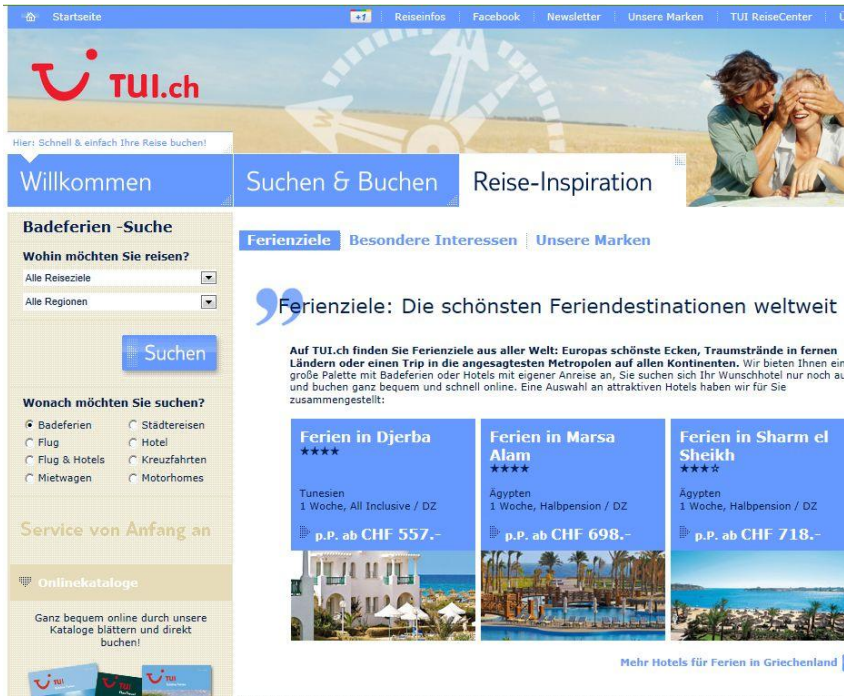 Startseite
+1 Reiseinfos Facebook Newsletter Unsere Marken TUI ReiseCenter
TUI.ch
Hier: Schnell & einfach Ihre Reise buchen!
Willkommen
Suchen & Buchen
Reise-Inspiration
Badeferien -Suche
Wohin möchten Sie reisen?
Alle Reiseziele
Alle Regionen
Suchen
Wonach möchten Sie suchen?
Badeferien Städtereisen
Flug Hotel
Flug & Hotels Kreuzfahrten
Mietwagen Motorhomes
Service von Anfang an
Onlinekataloge
Ganz bequem online durch unsere
Kataloge blättern und direkt
buchen!
TUI TUI TUI
Ferienziele Besondere Interessen Unsere Marken
Ferienziele: Die schönsten Feriendestinationen weltweit
Auf TUI.ch finden Sie Ferienziele aus aller Welt: Europas schönste Ecken, Traumstrände in fernen
Ländern oder einen Trip in die angesagtesten Metropolen auf allen Kontinenten. Wir bieten Ihnen ein
große Palette mit Badeferien oder Hotels mit eigener Anreise an, Sie suchen sich Ihr Wunschhotel nur noch au
und buchen ganz bequem und schnell online. Eine Auswahl an attraktiven Hotels haben wir für Sie
zusammengestellt:
Ferien in Djerba
Tunesien
1 Woche, All Inclusive / DZ
p.P. ab CHF 557.-
Ferien in Marsa
Alam
Ägypten
1 Woche, Halbpension / DZ
p.P. ab CHF 698.-
Ferien in Sharm el
Sheikh
Ägypten
1 Woche, Halbpension / DZ
p.P. ab CHF 718.-
Mehr Hotels für Ferien in Griechenland